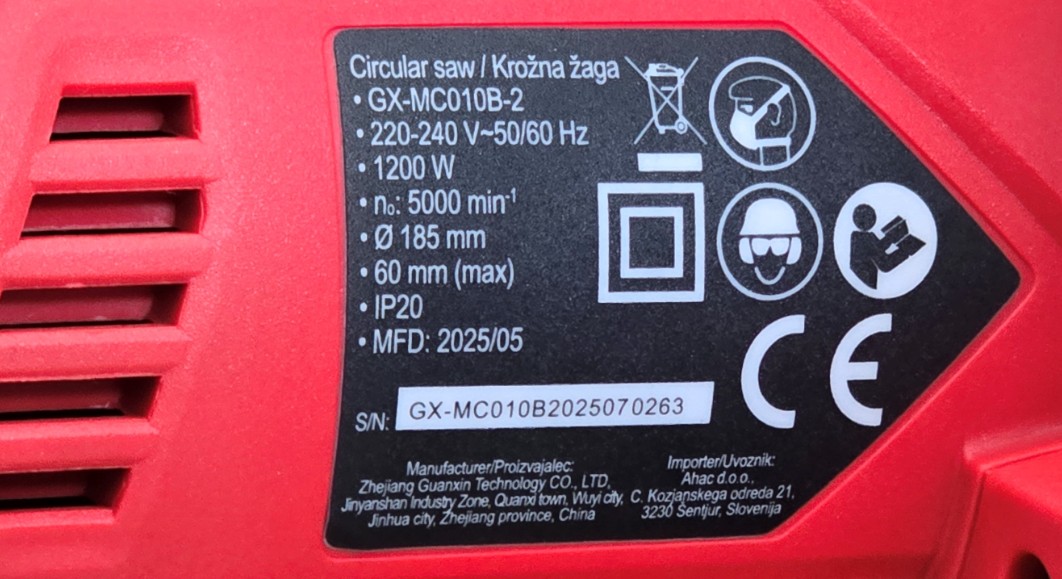 Circular saw / Krožna žaga
• GX-MC010B-2
• 220-240 V~50/60 Hz
• 1200 W
• n₀: 5000 min⁻¹
• Ø 185 mm
• 60 mm (max)
• IP20
• MFD: 2025/05
CE
S/N: GX-MC010B2025070263
Manufacturer/Proizvajalec:
Zhejiang Guanxin Technology CO., LTD,
Jinyanshan Industry Zone, Quanxi town, Wuyi city,
Jinhua city, Zhejiang province, China
Importer/Uvoznik:
Ahac d.o.o.,
C. Kozjanskega odreda 21,
3230 Šentjur, Slovenija